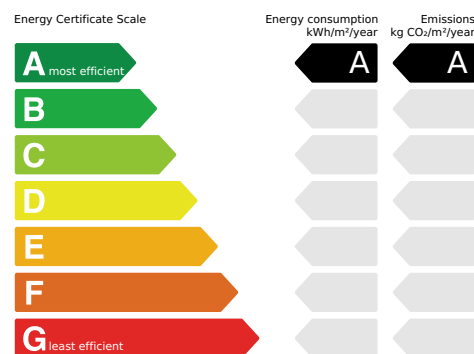 Energy Certificate Scale
Energy consumption
kWh/m²/year
Emissions
kg CO₂/m²/year
A most efficient
A
A
B
C
D
E
F
G least efficient